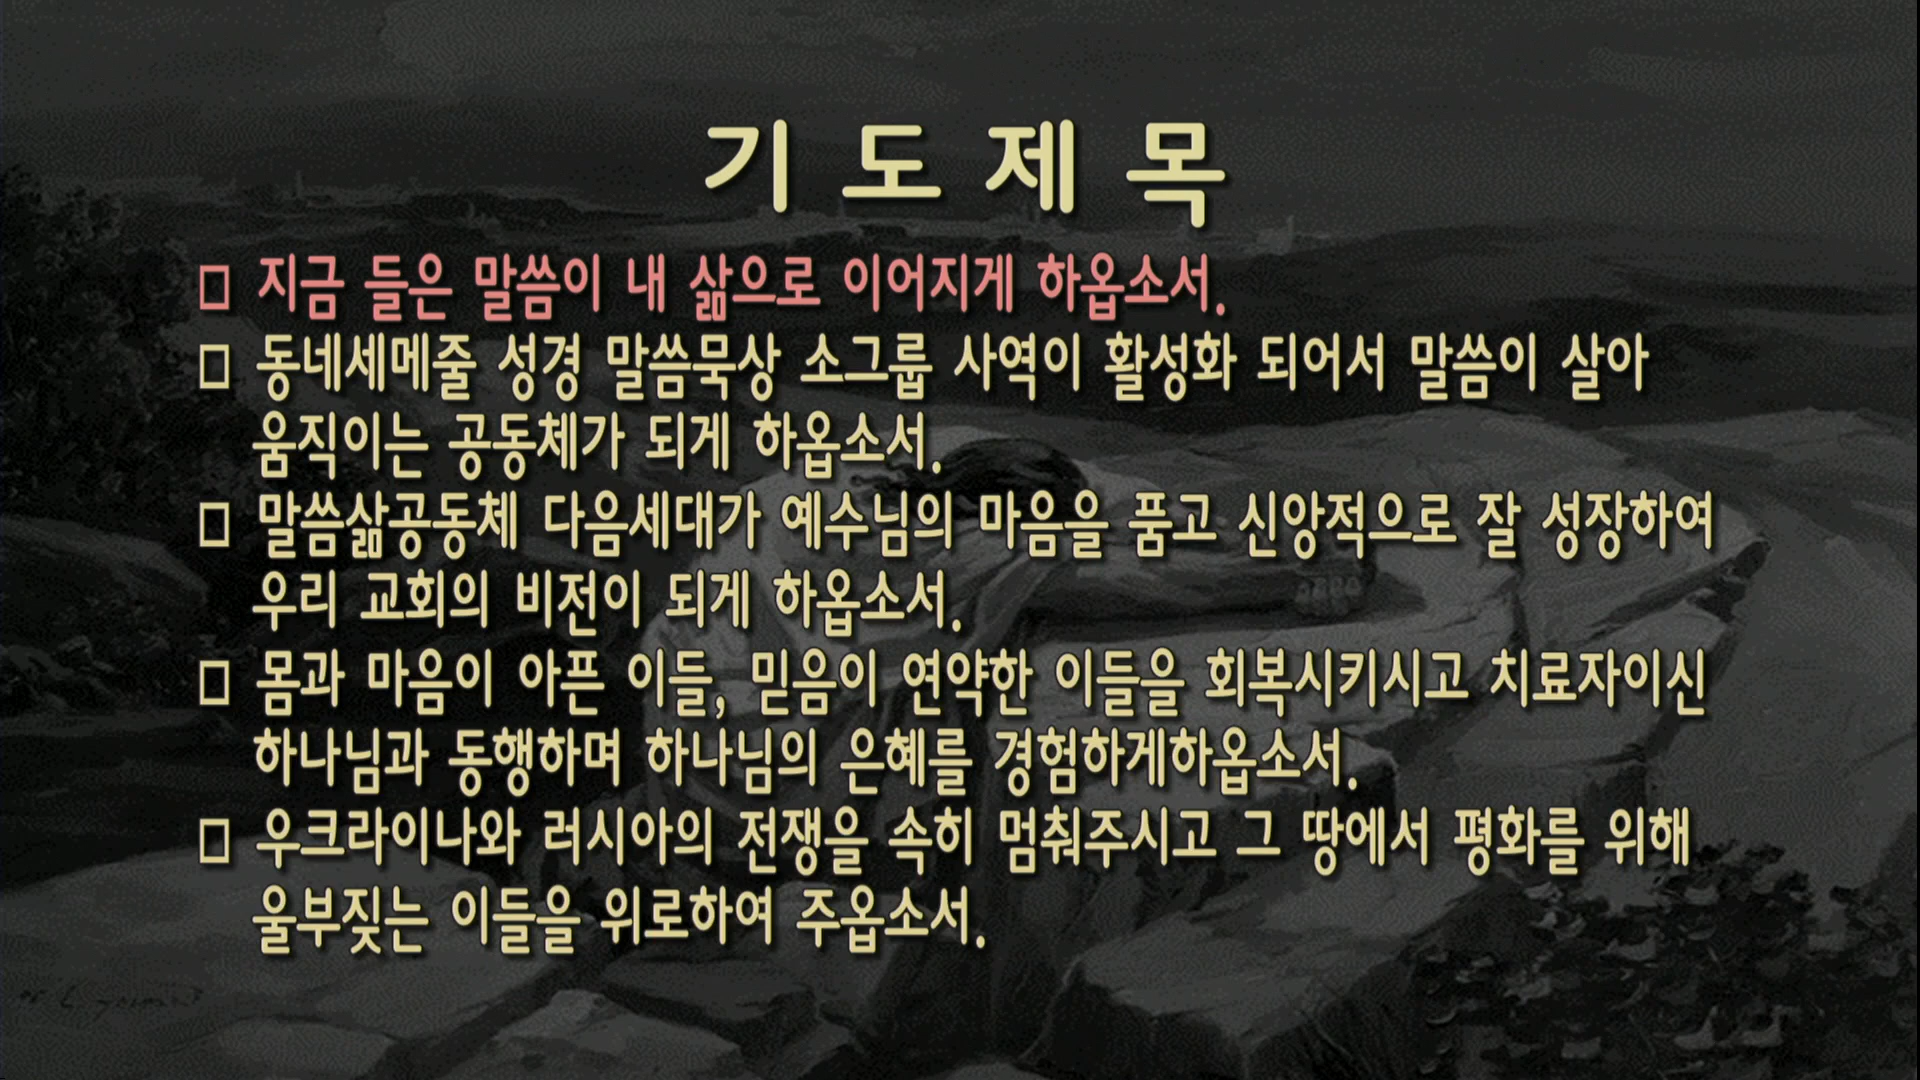 기 도 제 목
□ 지금 들은 말씀이 내 삶으로 이어지게 하옵소서.
□ 동네세메줄 성경 말씀묵상 소그룹 사역이 활성화 되어서 말씀이 살아
움직이는 공동체가 되게 하옵소서.
□ 말씀삶공동체 다음세대가 예수님의 마음을 품고 신앙적으로 잘 성장하여
우리 교회의 비전이 되게 하옵소서.
□ 몸과 마음이 아픈 이들, 믿음이 연약한 이들을 회복시키시고 치료자이신
하나님과 동행하며 하나님의 은혜를 경험하게하옵소서.
□ 우크라이나와 러시아의 전쟁을 속히 멈춰주시고 그 땅에서 평화를 위해
울부짖는 이들을 위로하여 주옵소서.